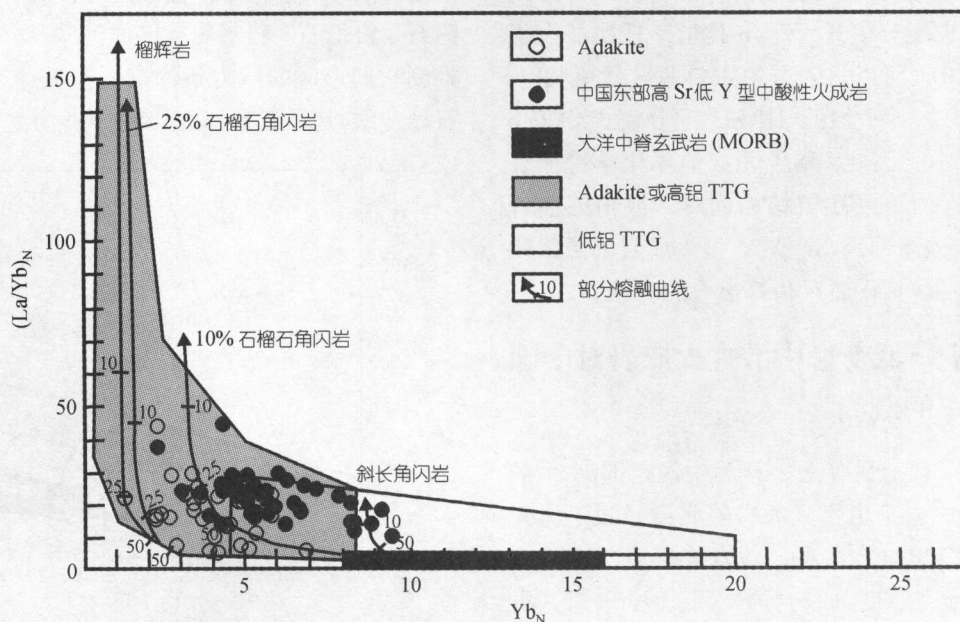 榴辉岩
25% 石榴石角闪岩
10% 石榴石角闪岩
斜长角闪岩
Adakite
中国东部高 Sr低 Y 型中酸性火成岩
大洋中脊玄武岩 (MORB)
Adakite或高铝 TTG
低铝 TTG
10 部分熔融曲线
(La/Yb)N
150
100
50
0
10
10
10
25
25
25
50
50
50
10
50
5
10
15
20
25
YbN